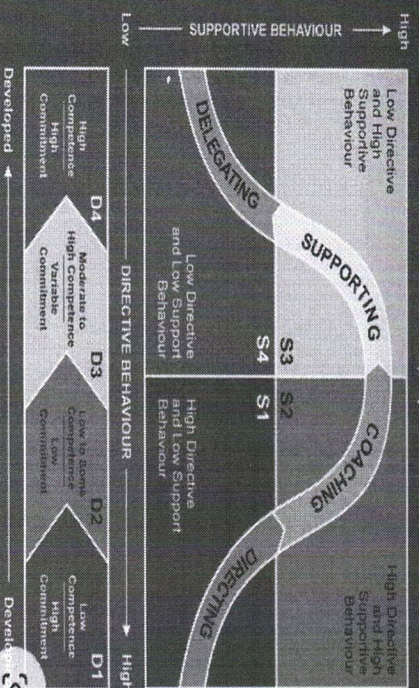 High
SUPPORTIVE BEHAVIOUR
Low
Low Directive
and High
Supportive
Behaviour
High Directive
and High
Supportive
Behaviour
SUPPORTING
COACHING
S3
S2
S4
S1
DELEGATING
DIRECTING
Low Directive
and Low Support
Behaviour
High Directive
and Low Support
Behaviour
DIRECTIVE BEHAVIOUR
High
D4
High
Competence
High
Commitment
D3
Moderate to
High Competence
Variable
Commitment
D2
Low to Some
Competence
Low
Commitment
D1
Low
Competence
High
Commitment
Developed
Develop